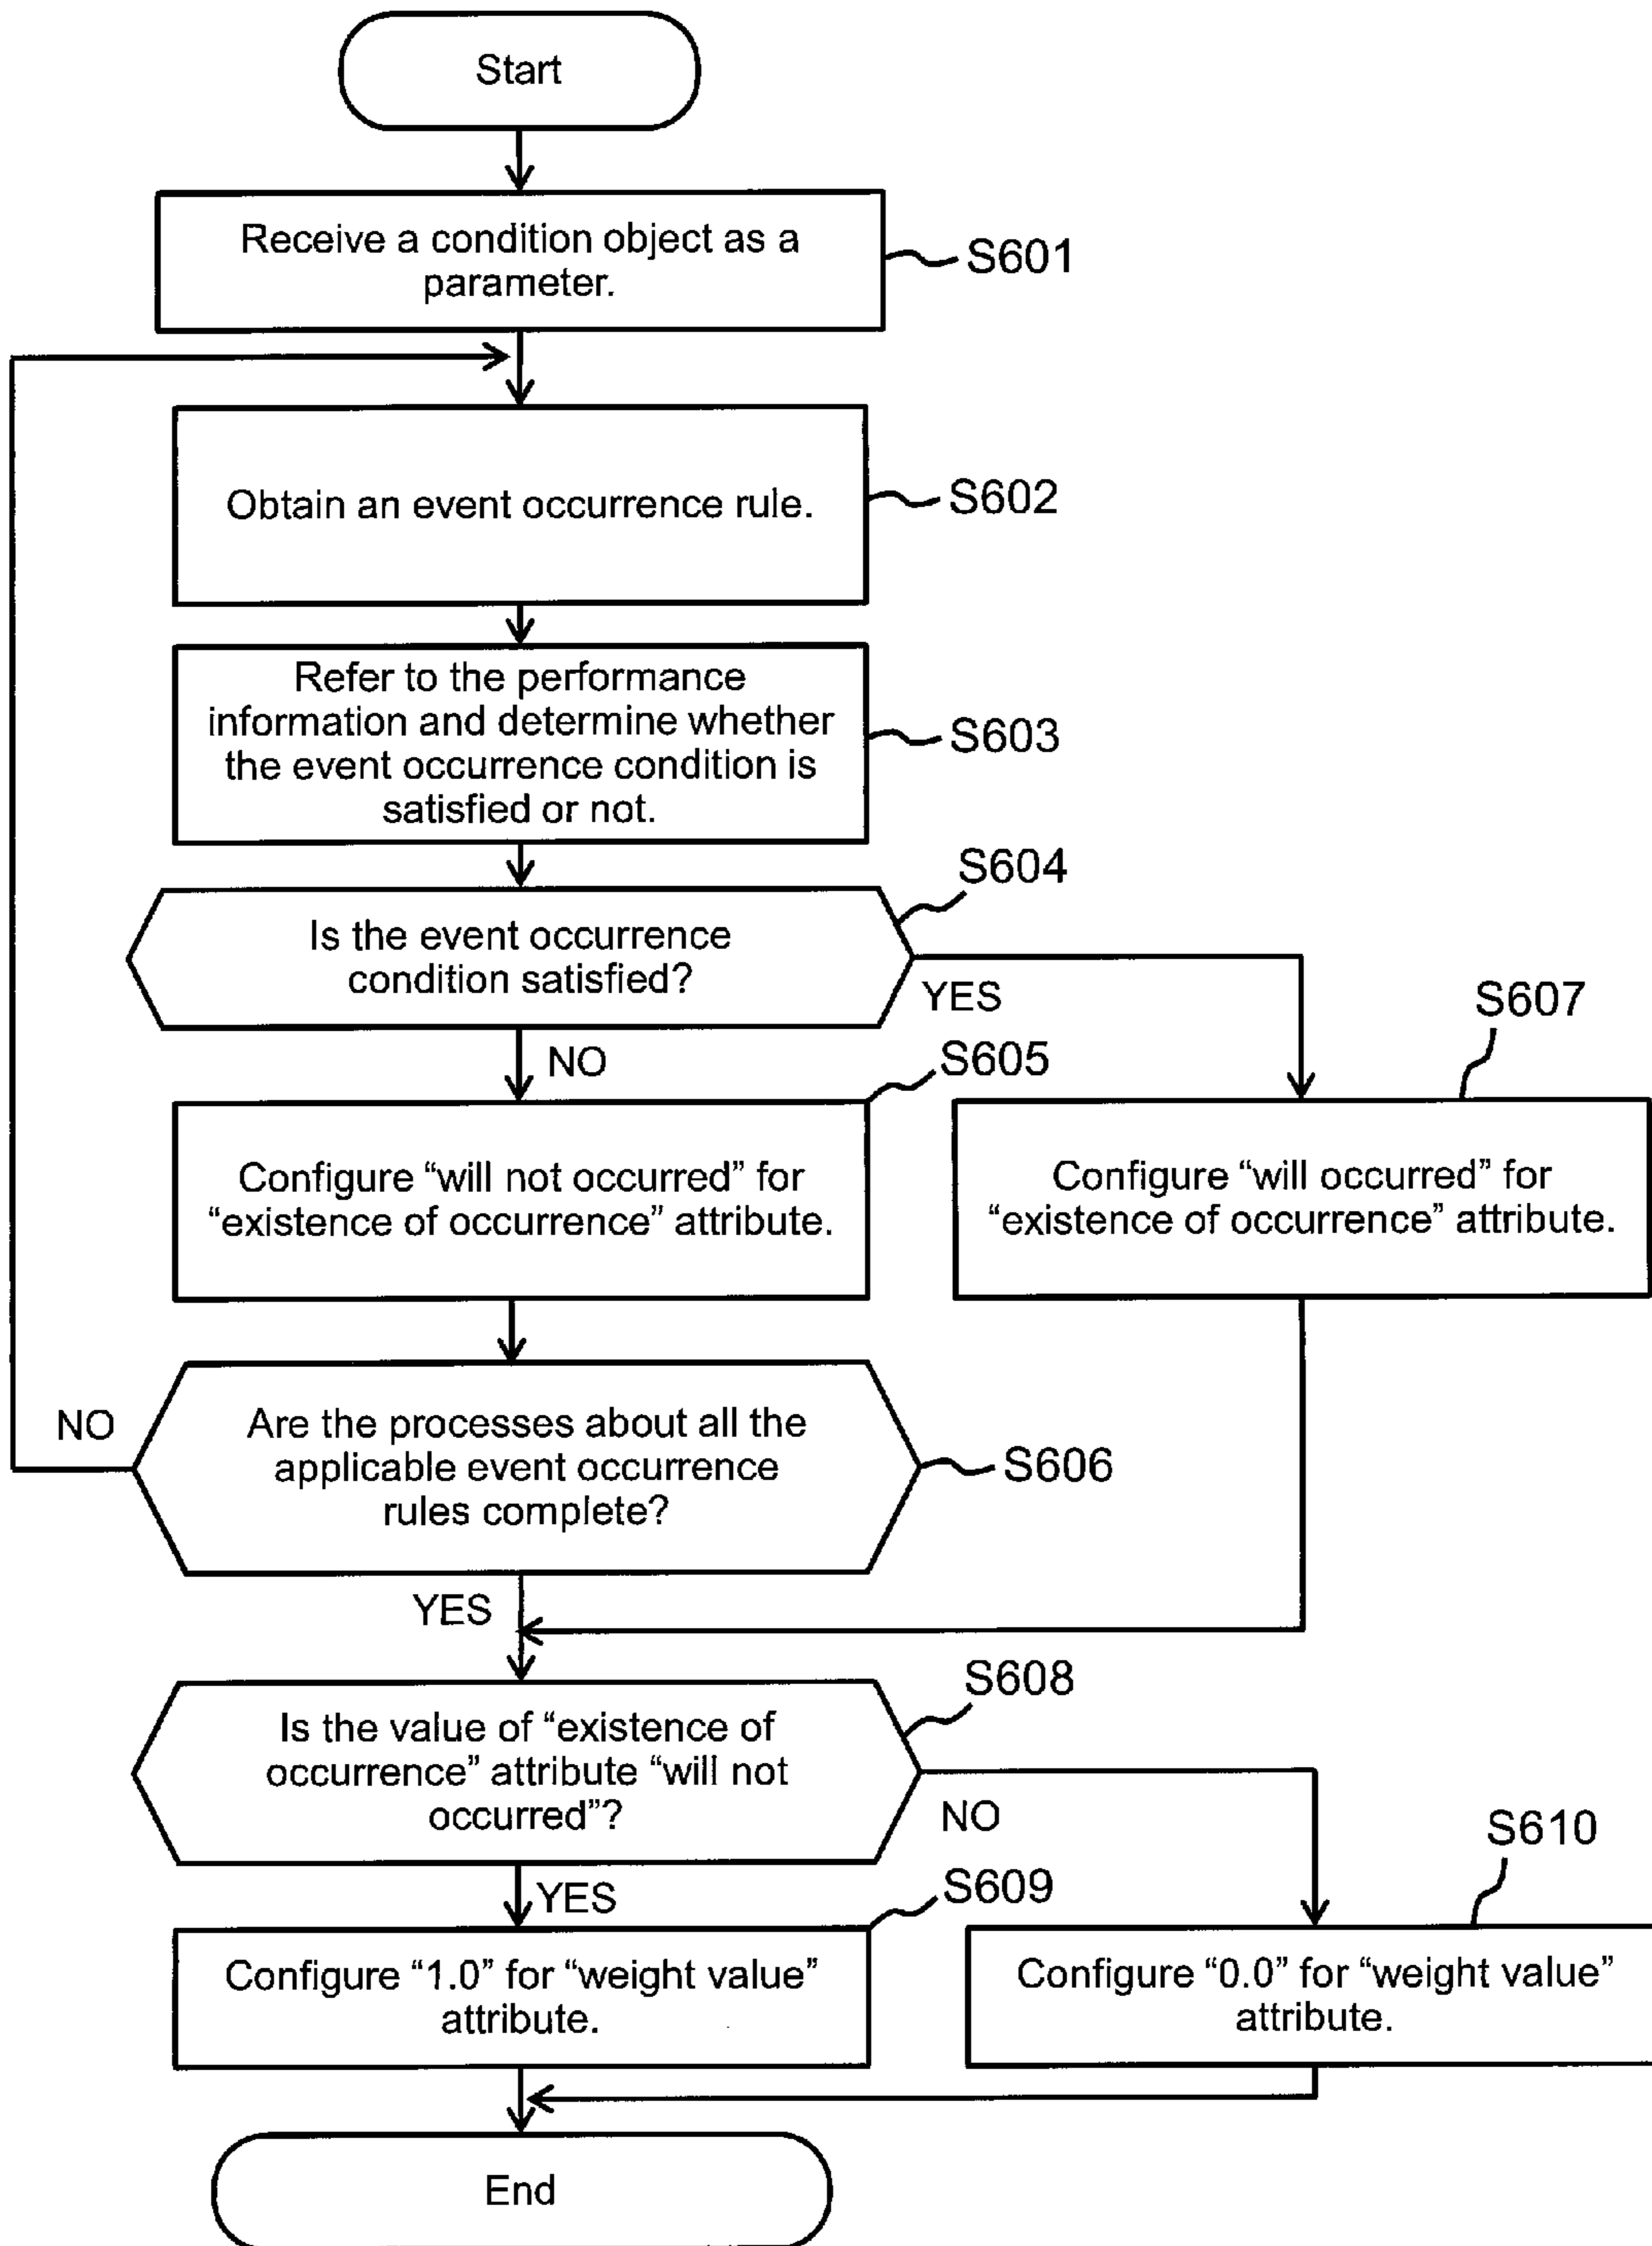 Start
Receive a condition object as a
parameter.
S601
Obtain an event occurrence rule.
S602
Refer to the performance
information and determine whether
the event occurrence condition is
satisfied or not.
S603
S604
Is the event occurrence
condition satisfied?
YES
NO
S605
S607
Configure “will not occurred” for
“existence of occurrence” attribute.
Configure “will occurred” for
“existence of occurrence” attribute.
NO
Are the processes about all the
applicable event occurrence
rules complete?
S606
YES
S608
Is the value of “existence of
occurrence” attribute “will not
occurred”?
NO
YES
S609
S610
Configure “1.0” for “weight value”
attribute.
Configure “0.0” for “weight value”
attribute.
End